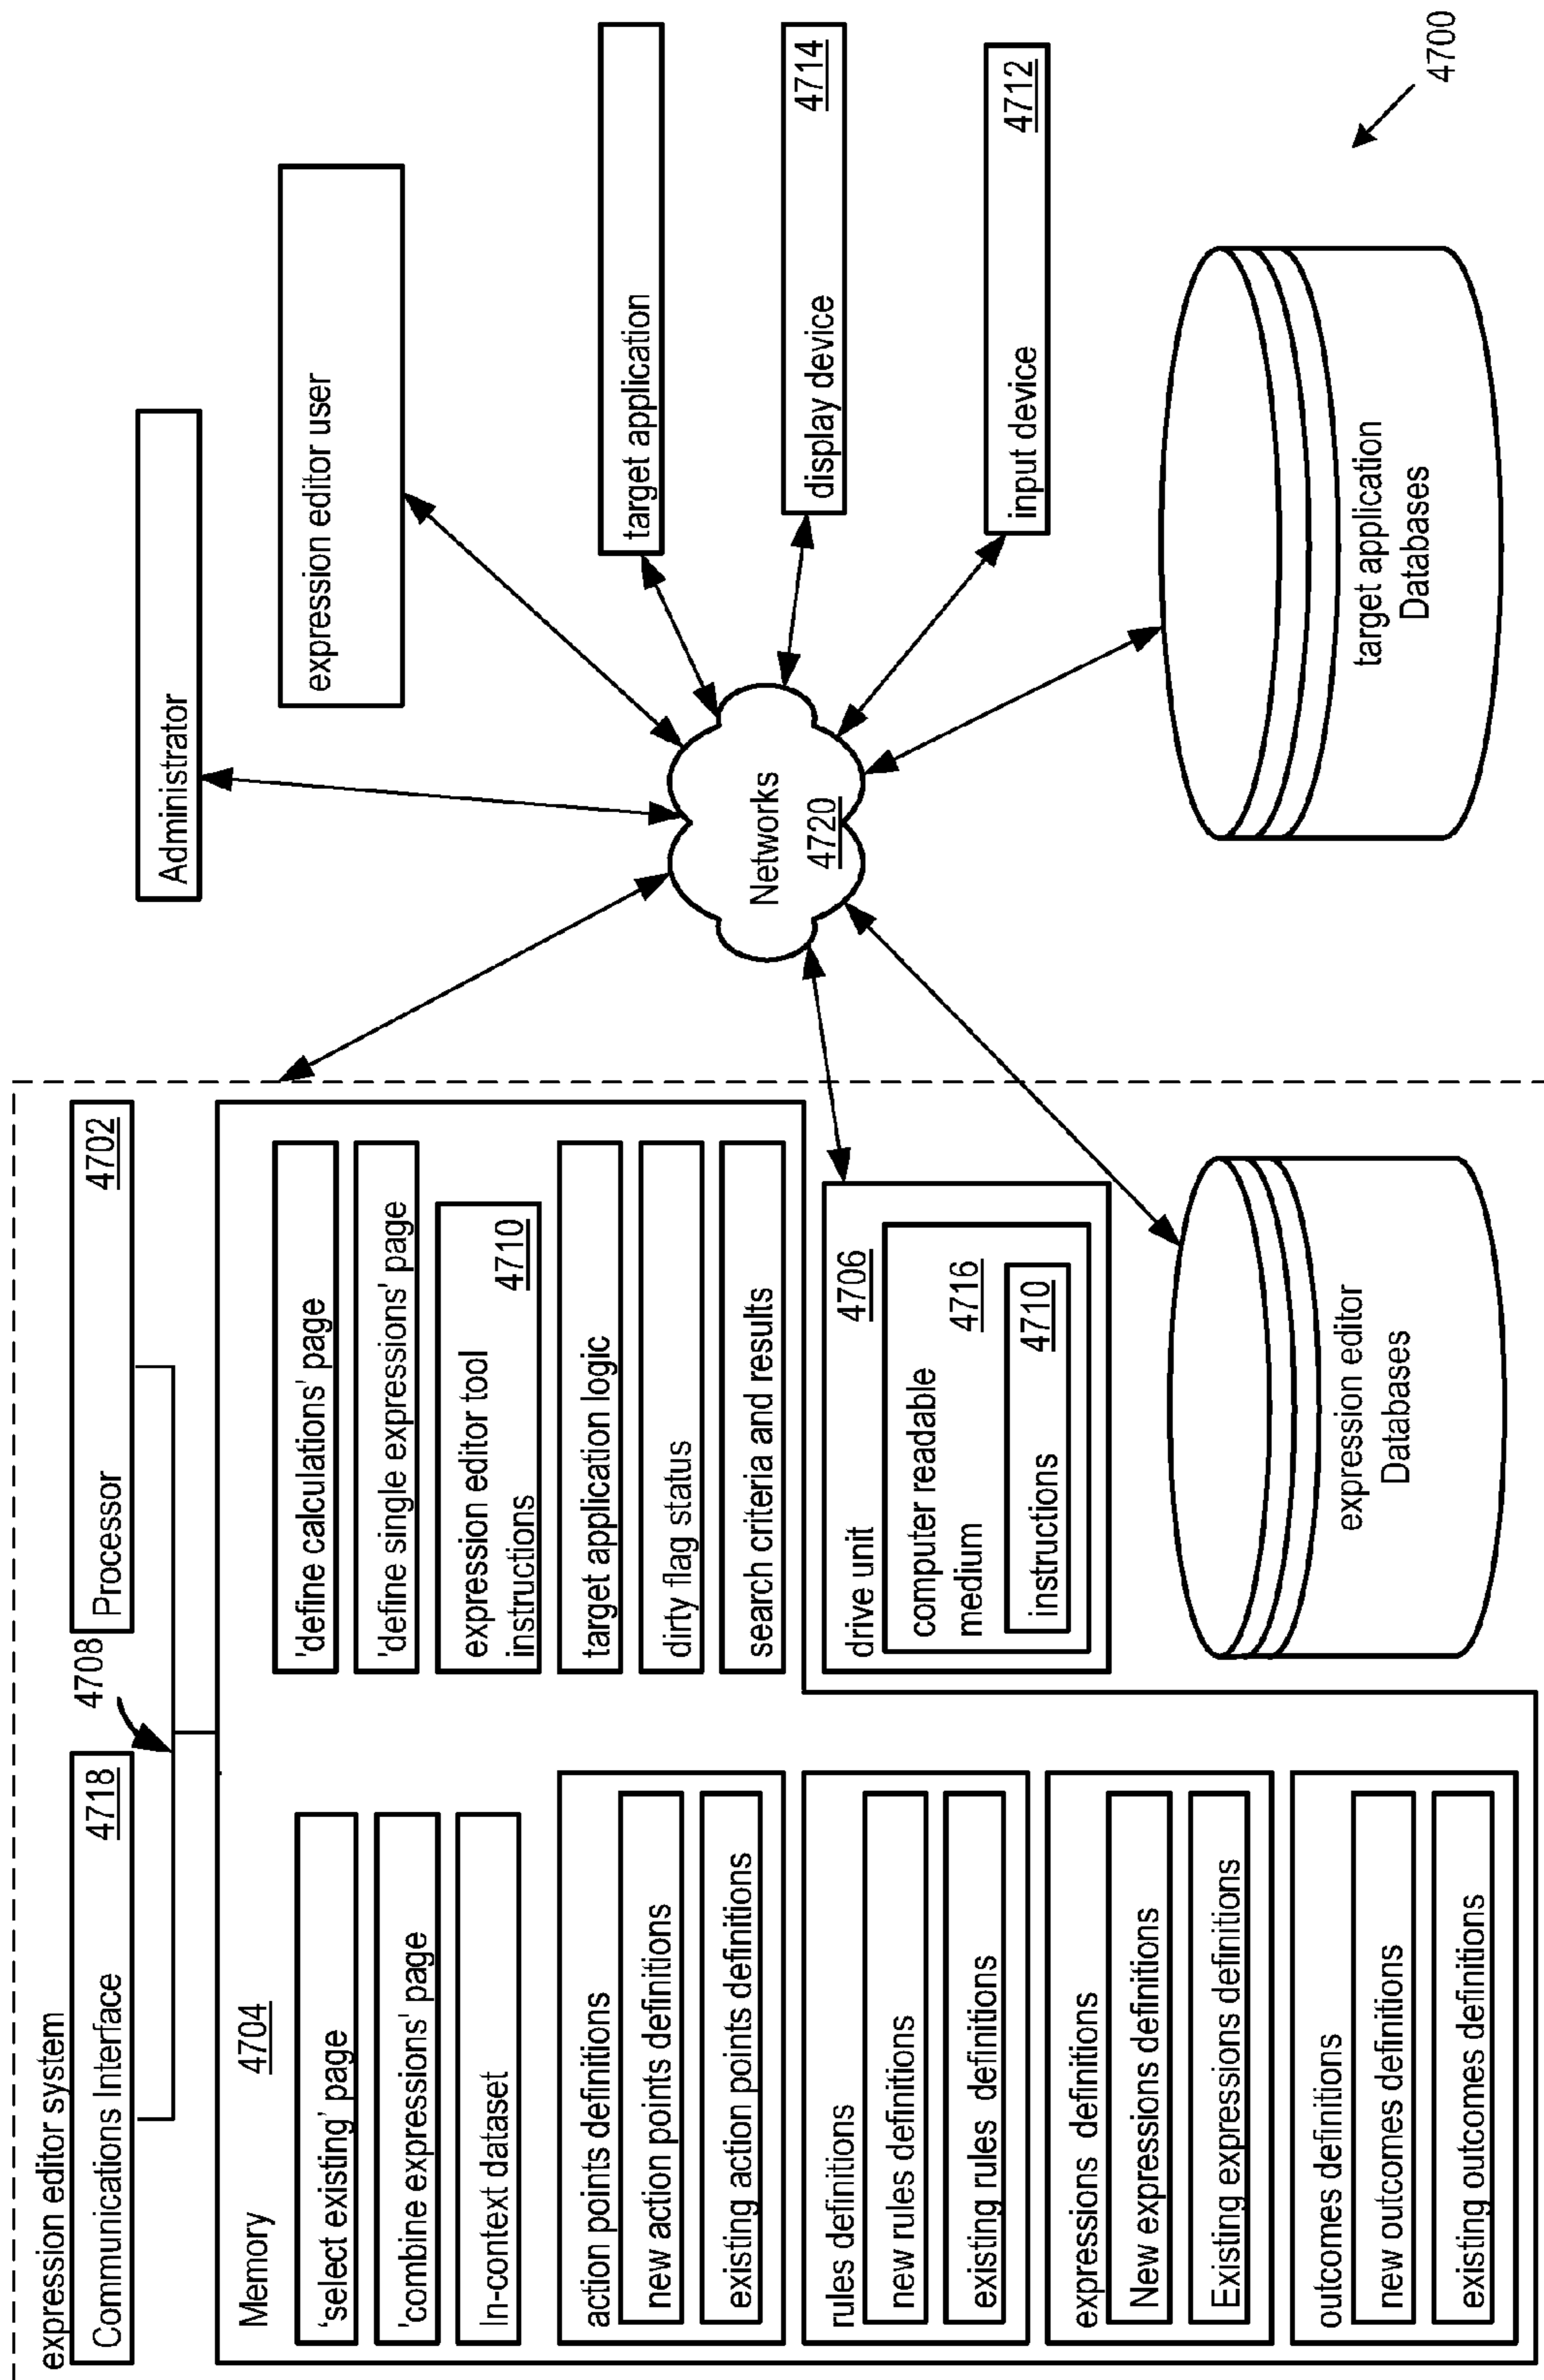 expression editor system
Communications Interface 4718
4708
Processor 4702
Memory 4704
'select existing' page
'combine expressions' page
In-context dataset
action points definitions
new action points definitions
existing action points definitions
rules definitions
new rules definitions
existing rules definitions
expressions definitions
New expressions definitions
Existing expressions definitions
outcomes definitions
new outcomes definitions
existing outcomes definitions
'define calculations' page
'define single expressions' page
expression editor tool
instructions 4710
target application logic
dirty flag status
search criteria and results
drive unit 4706
computer readable
medium 4716
instructions 4710
expression editor
Databases
Networks
4720
Administrator
expression editor user
target application
display device 4714
input device 4712
target application
Databases
4700